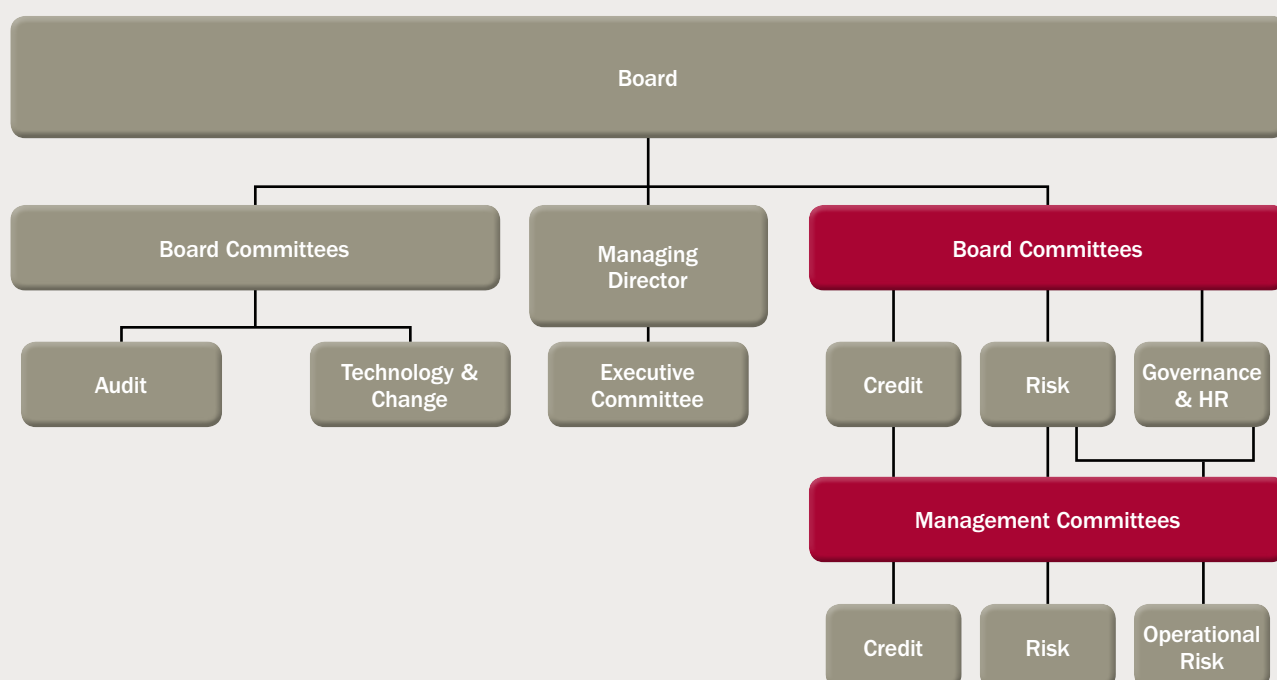 Board
Board Committees
Managing
Director
Board Committees
Audit
Technology &
Change
Executive
Committee
Credit
Risk
Governance
& HR
Management Committees
Credit
Risk
Operational
Risk